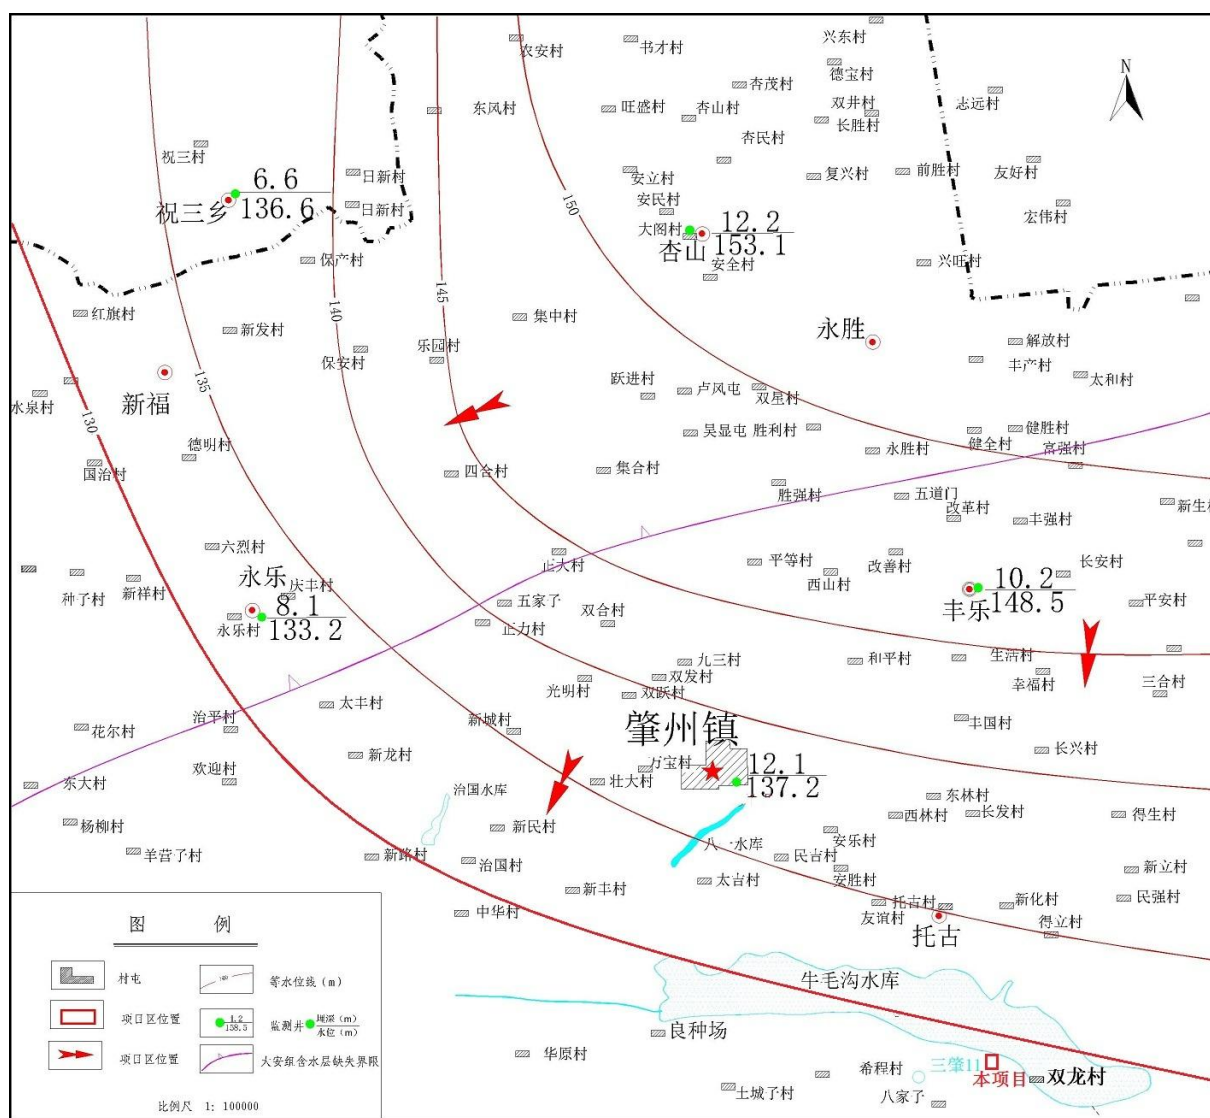 兴东村
农安村
书才村
N
德宝村
杏茂村
志远村
东风村
旺盛村
杏山村
双井村
长胜村
杏民村
祝三村
日新村
安立村
复兴村
前胜村
友好村
6.6
136.6
祝三乡
日新村
安民村
150
宏伟村
大阁村
12.2
153.1
杏山
保产村
安全村
兴旺村
145
140
红旗村
新发村
集中村
永胜
解放村
保安村
乐园村
丰产村
135
跃进村
卢风屯
双星村
太和村
水泉村
新福
130
吴显屯
胜利村
健胜村
德明村
永胜村
健全村
富强村
国治村
四合村
集合村
胜强村
五道门
改革村
丰强村
新生村
六烈村
正大村
平等村
西山村
改善村
长安村
永乐
庆丰村
种子村
新祥村
8.1
133.2
永乐村
五家子
双合村
10.2
148.5
丰乐
平安村
正力村
九三村
和平村
生活村
双发村
幸福村
三合村
光明村
双跃村
太丰村
治平村
新城村
肇州镇
丰国村
花尔村
新龙村
长兴村
欢迎村
万宝村
12.1
137.2
东大村
壮大村
治国水库
东林村
杨柳村
新民村
西林村
长发村
得生村
羊营子村
新路村
八一水库
安乐村
治国村
民吉村
新立村
太吉村
安胜村
新丰村
民强村
中华村
托古村
新化村
友谊村
得立村
托古
牛毛沟水库
良种场
华原村
希程村
三肇11
本项目
双龙村
土城子村
八家子
图 例
村屯
等水位线(m)
项目区位置
1.2
158.5
监测井
埋深(m)
水位(m)
项目区位置
大安组含水层缺失界限
比例尺 1: 100000